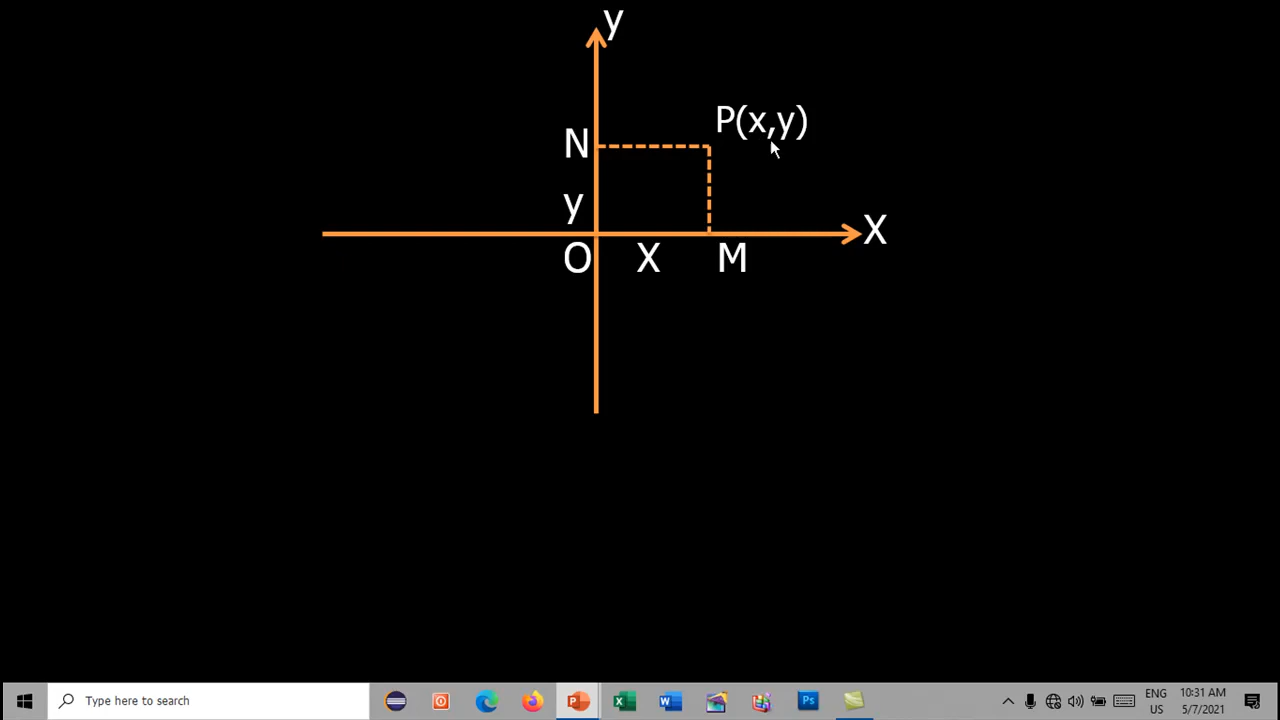 y
P(x,y)
N
y
X
O X M
Type here to search
ENG 10:31 AM
US 5/7/2021